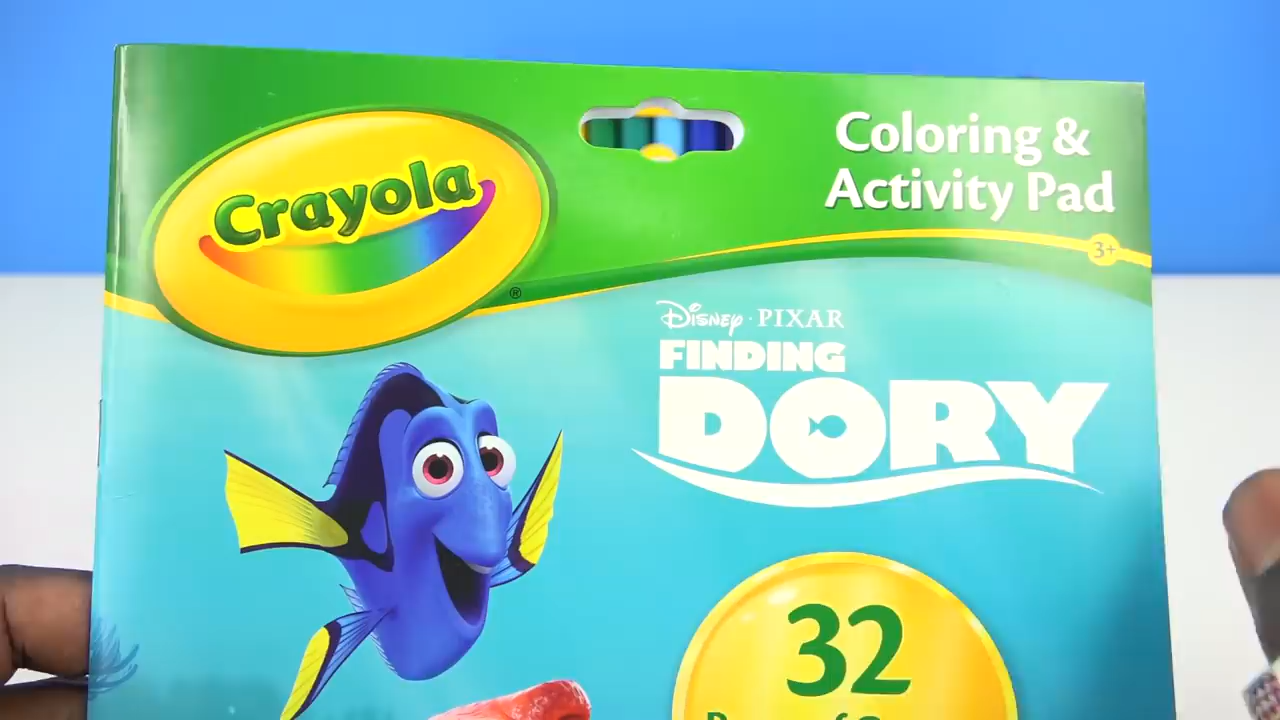 Crayola
®
Coloring &
Activity Pad
3+
Disney · PIXAR
FINDING
DORY
32